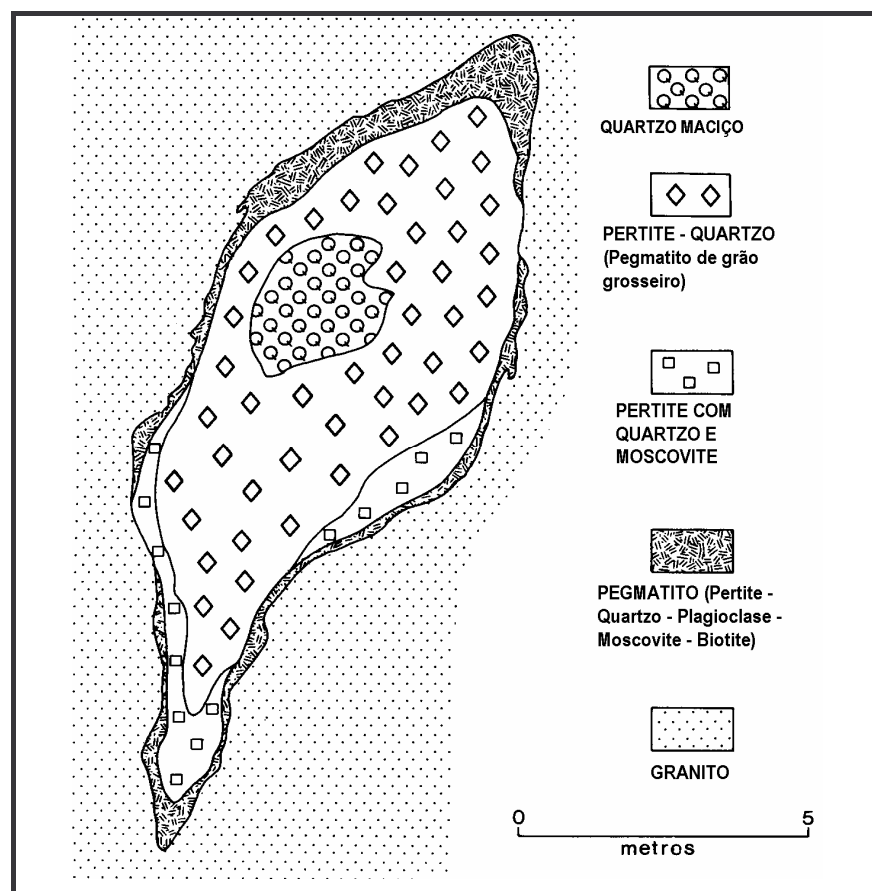 QUARTZO MACIÇO
PERTITE - QUARTZO
(Pegmatito de grão
grosseiro)
PERTITE COM
QUARTZO E
MOSCOVITE
PEGMATITO (Pertite -
Quartzo - Plagioclase -
Moscovite - Biotite)
GRANITO
0 5
metros